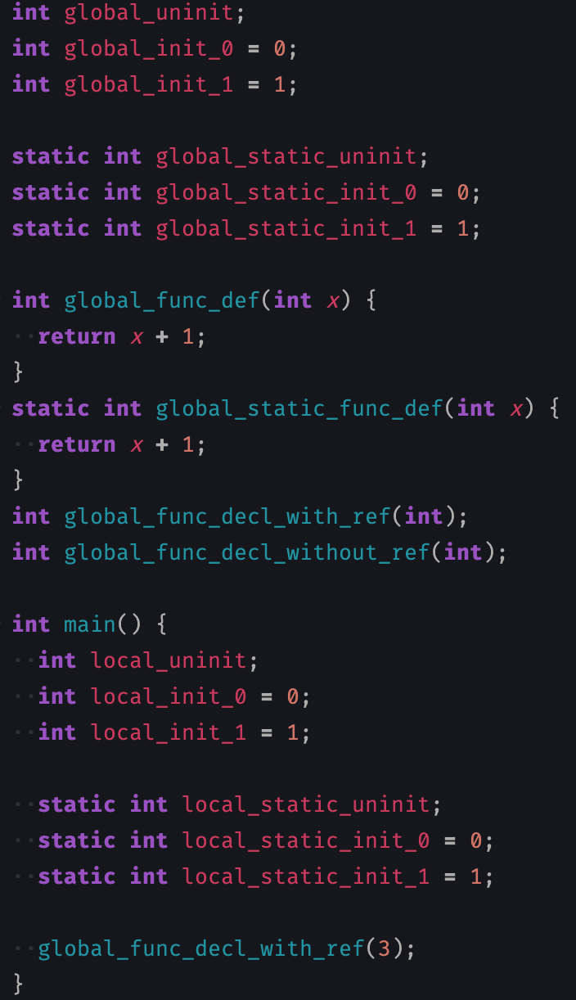 int global_uninit;
int global_init_0 = 0;
int global_init_1 = 1;

static int global_static_uninit;
static int global_static_init_0 = 0;
static int global_static_init_1 = 1;

int global_func_def(int x) {
  return x + 1;
}
static int global_static_func_def(int x) {
  return x + 1;
}
int global_func_decl_with_ref(int);
int global_func_decl_without_ref(int);

int main() {
  int local_uninit;
  int local_init_0 = 0;
  int local_init_1 = 1;

  static int local_static_uninit;
  static int local_static_init_0 = 0;
  static int local_static_init_1 = 1;

  global_func_decl_with_ref(3);
}